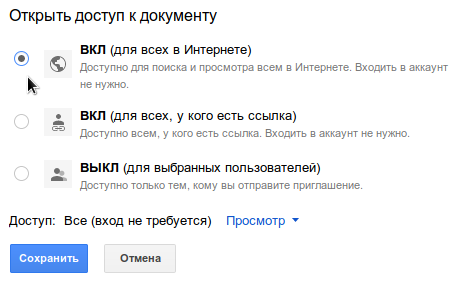 Открыть доступ к документу
ВКЛ (для всех в Интернете)
Доступно для поиска и просмотра всем в Интернете. Входить в аккаунт
не нужно.
ВКЛ (для всех, у кого есть ссылка)
Доступно всем, у кого есть ссылка. Входить в аккаунт не нужно.
ВЫКЛ (для выбранных пользователей)
Доступно только тем, кому вы отправите приглашение.
Доступ: Все (вход не требуется) Просмотр
Сохранить Отмена